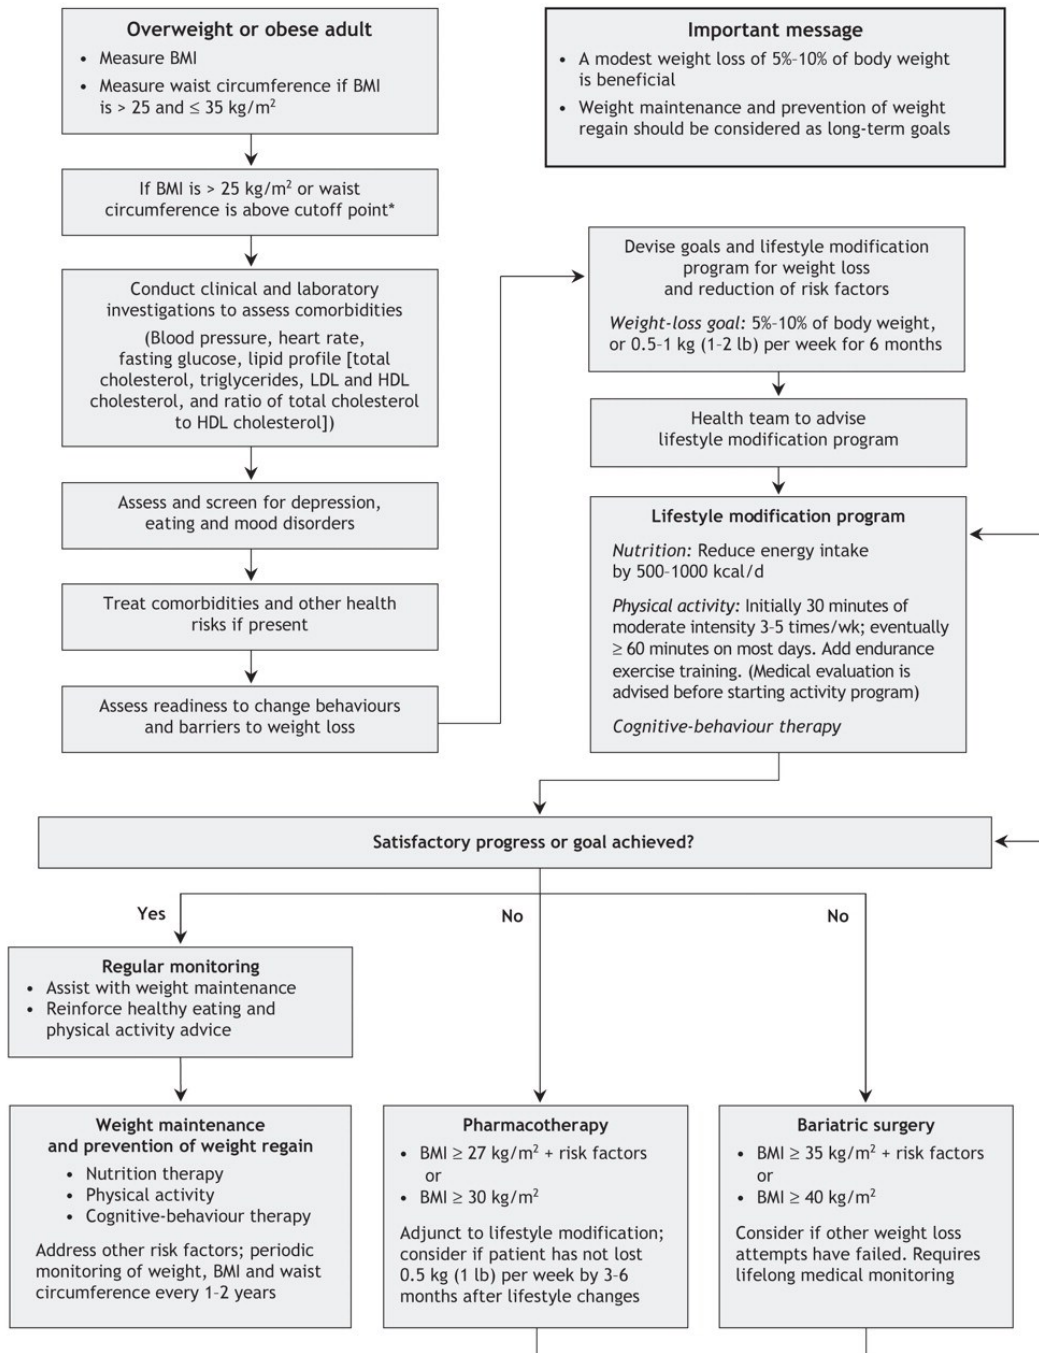 Overweight or obese adult
• Measure BMI
• Measure waist circumference if BMI
is > 25 and ≤ 35 kg/m²
Important message
• A modest weight loss of 5%–10% of body weight
is beneficial
• Weight maintenance and prevention of weight
regain should be considered as long-term goals
If BMI is > 25 kg/m² or waist
circumference is above cutoff point*
Conduct clinical and laboratory
investigations to assess comorbidities
(Blood pressure, heart rate,
fasting glucose, lipid profile [total
cholesterol, triglycerides, LDL and HDL
cholesterol, and ratio of total cholesterol
to HDL cholesterol])
Assess and screen for depression,
eating and mood disorders
Treat comorbidities and other health
risks if present
Assess readiness to change behaviours
and barriers to weight loss
Devise goals and lifestyle modification
program for weight loss
and reduction of risk factors
Weight-loss goal: 5%–10% of body weight,
or 0.5–1 kg (1–2 lb) per week for 6 months
Health team to advise
lifestyle modification program
Lifestyle modification program
Nutrition: Reduce energy intake
by 500–1000 kcal/d
Physical activity: Initially 30 minutes of
moderate intensity 3–5 times/wk; eventually
≥ 60 minutes on most days. Add endurance
exercise training. (Medical evaluation is
advised before starting activity program)
Cognitive-behaviour therapy
Satisfactory progress or goal achieved?
Yes
No
No
Regular monitoring
• Assist with weight maintenance
• Reinforce healthy eating and
physical activity advice
Weight maintenance
and prevention of weight regain
• Nutrition therapy
• Physical activity
• Cognitive-behaviour therapy
Address other risk factors; periodic
monitoring of weight, BMI and waist
circumference every 1–2 years
Pharmacotherapy
• BMI ≥ 27 kg/m² + risk factors
or
• BMI ≥ 30 kg/m²
Adjunct to lifestyle modification;
consider if patient has not lost
0.5 kg (1 lb) per week by 3–6
months after lifestyle changes
Bariatric surgery
• BMI ≥ 35 kg/m² + risk factors
or
• BMI ≥ 40 kg/m²
Consider if other weight loss
attempts have failed. Requires
lifelong medical monitoring